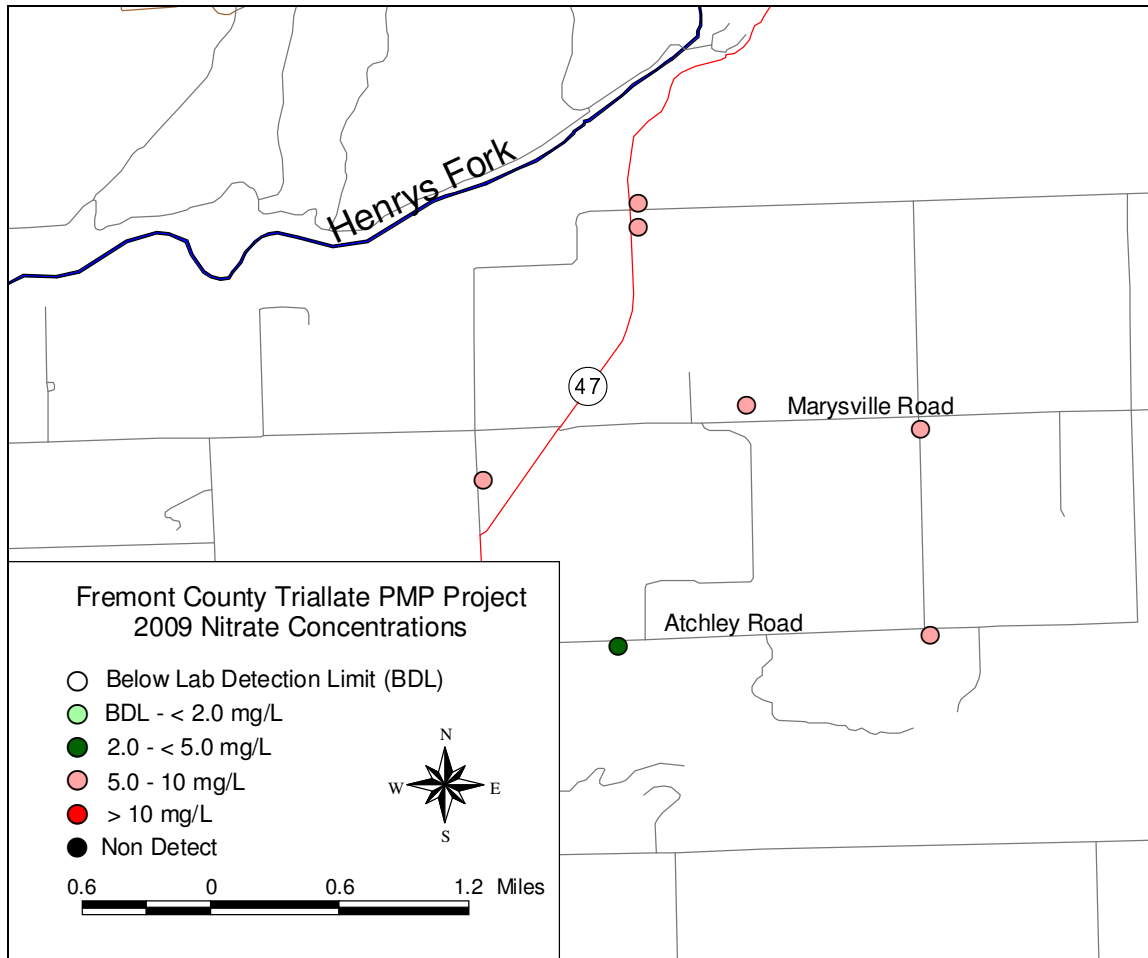 Henrys Fork
47
Marysville Road
Atchley Road
Fremont County Triallate PMP Project
2009 Nitrate Concentrations
Below Lab Detection Limit (BDL)
BDL - < 2.0 mg/L
2.0 - < 5.0 mg/L
5.0 - 10 mg/L
> 10 mg/L
Non Detect
N
W E
S
0.6 0 0.6 1.2 Miles